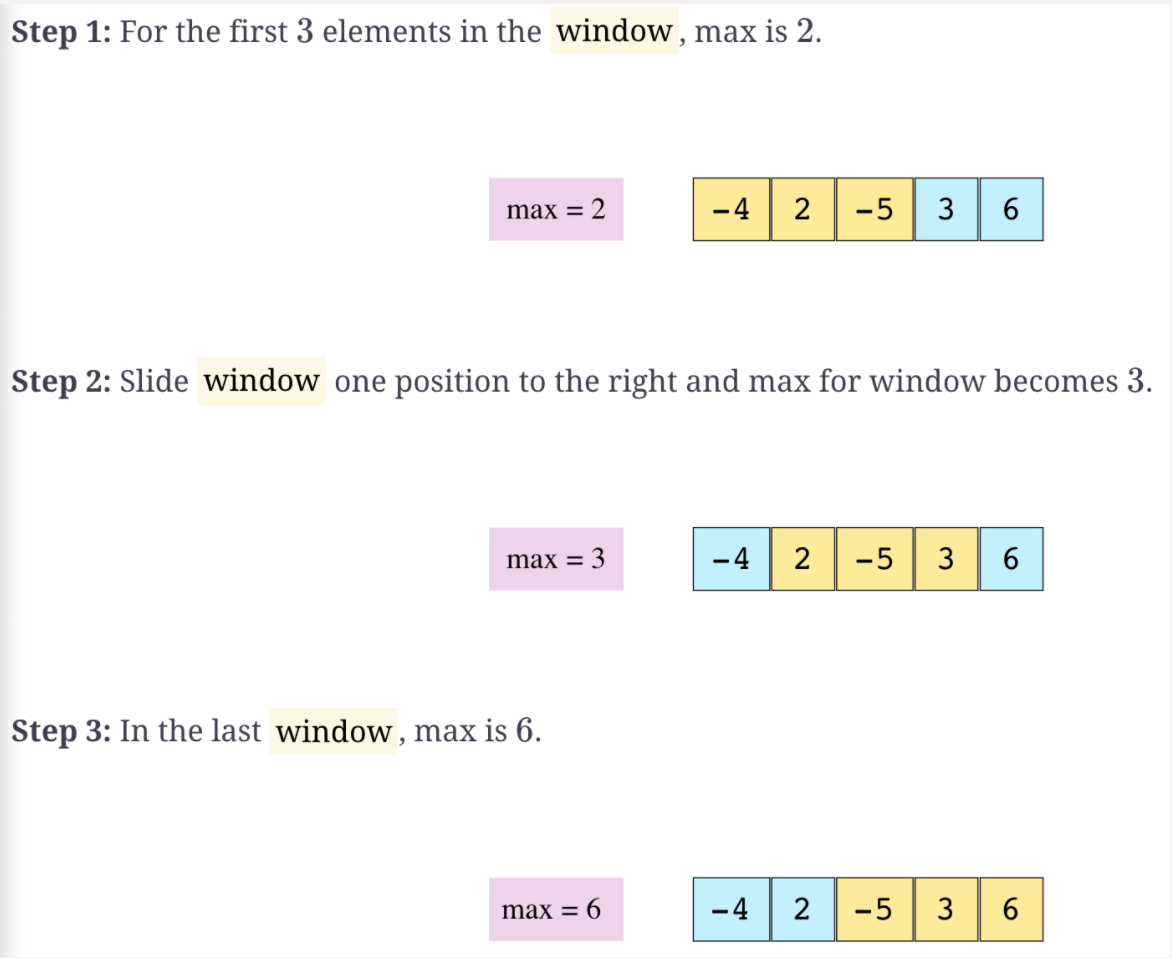 Step 1: For the first 3 elements in the window, max is 2.
max = 2 -4 2 -5 3 6
Step 2: Slide window one position to the right and max for window becomes 3.
max = 3 -4 2 -5 3 6
Step 3: In the last window, max is 6.
max = 6 -4 2 -5 3 6